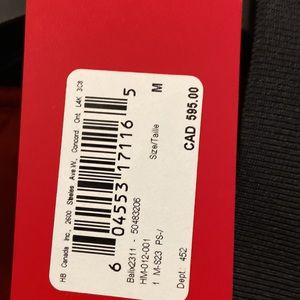 HB Canada Inc, 2600 Steeles Ave.W., Concord Ont L4K 3C8
6 04553 17116 5
Balix2311 - 50483206
HM-012-001
1 M-S23 PS-/
Size/Taille M
CAD 595.00
Dept.: 452